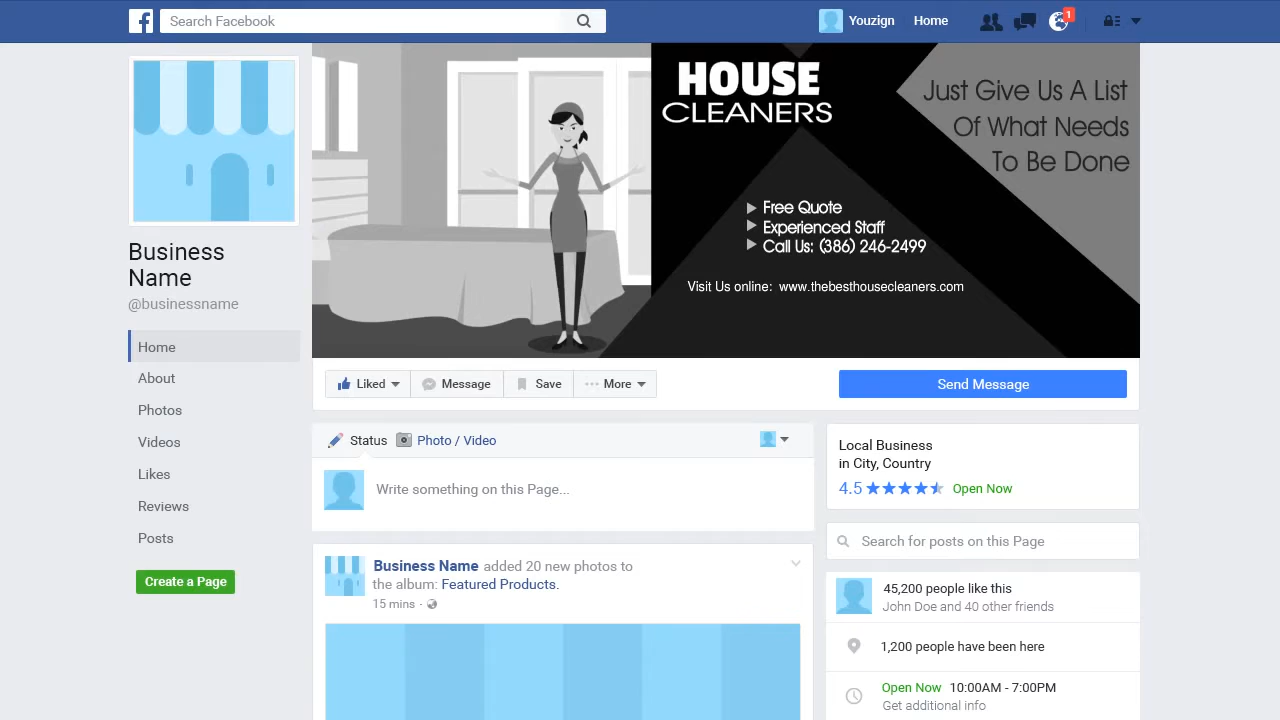 Search Facebook
Youzign
Home
1
HOUSE
CLEANERS
Just Give Us A List
Of What Needs
To Be Done
Free Quote
Experienced Staff
Call Us: (386) 246-2499
Visit Us online: www.thebesthousecleaners.com
Business
Name
@businessname
Home
About
Photos
Videos
Likes
Reviews
Posts
Create a Page
Liked
Message
Save
More
Send Message
Status
Photo / Video
Write something on this Page...
Business Name added 20 new photos to
the album: Featured Products.
15 mins ·
Local Business
in City, Country
4.5
Open Now
Search for posts on this Page
45,200 people like this
John Doe and 40 other friends
1,200 people have been here
Open Now 10:00AM - 7:00PM
Get additional info